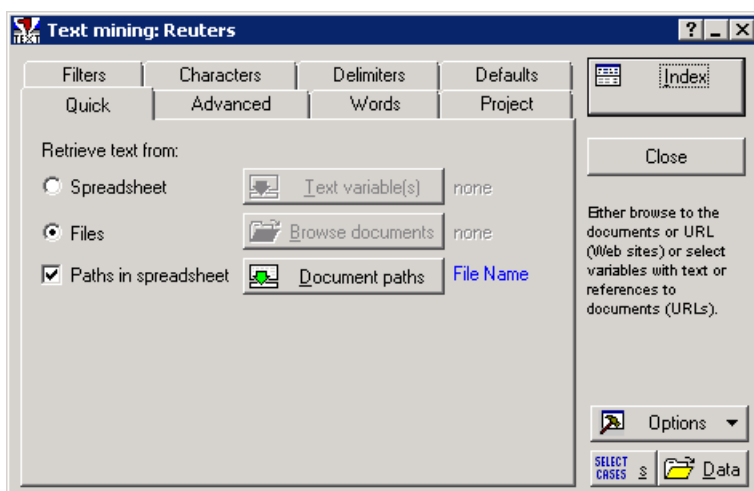 TEXT
Text mining: Reuters
? _ X
Filters Characters Delimiters Defaults
Quick Advanced Words Project
Index
Close
Retrieve text from:
Spreadsheet Text variable(s) none
Files Browse documents none
Paths in spreadsheet Document paths File Name
Either browse to the
documents or URL
(Web sites) or select
variables with text or
references to
documents (URLs).
Options
SELECT
CASES S Data